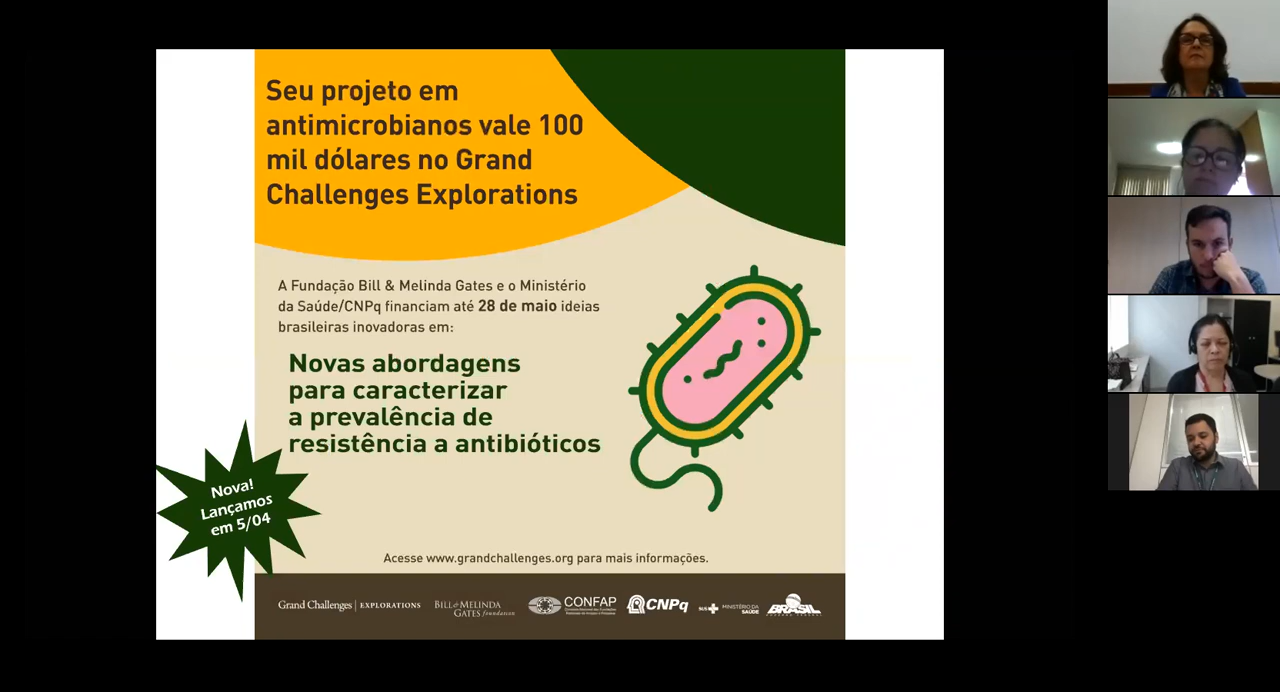 Seu projeto em
antimicrobianos vale 100
mil dólares no Grand
Challenges Explorations
A Fundação Bill & Melinda Gates e o Ministério
da Saúde/CNPq financiam até 28 de maio ideias
brasileiras inovadoras em:
Novas abordagens
para caracterizar
a prevalência de
resistência a antibióticos
Nova!
Lançamos
em 5/04
Acesse www.grandchallenges.org para mais informações.
Grand Challenges | EXPLORATIONS
BILL & MELINDA
GATES foundation
CONFAP
CNPq
SUS
MINISTÉRIO DA
SAÚDE
BRASIL